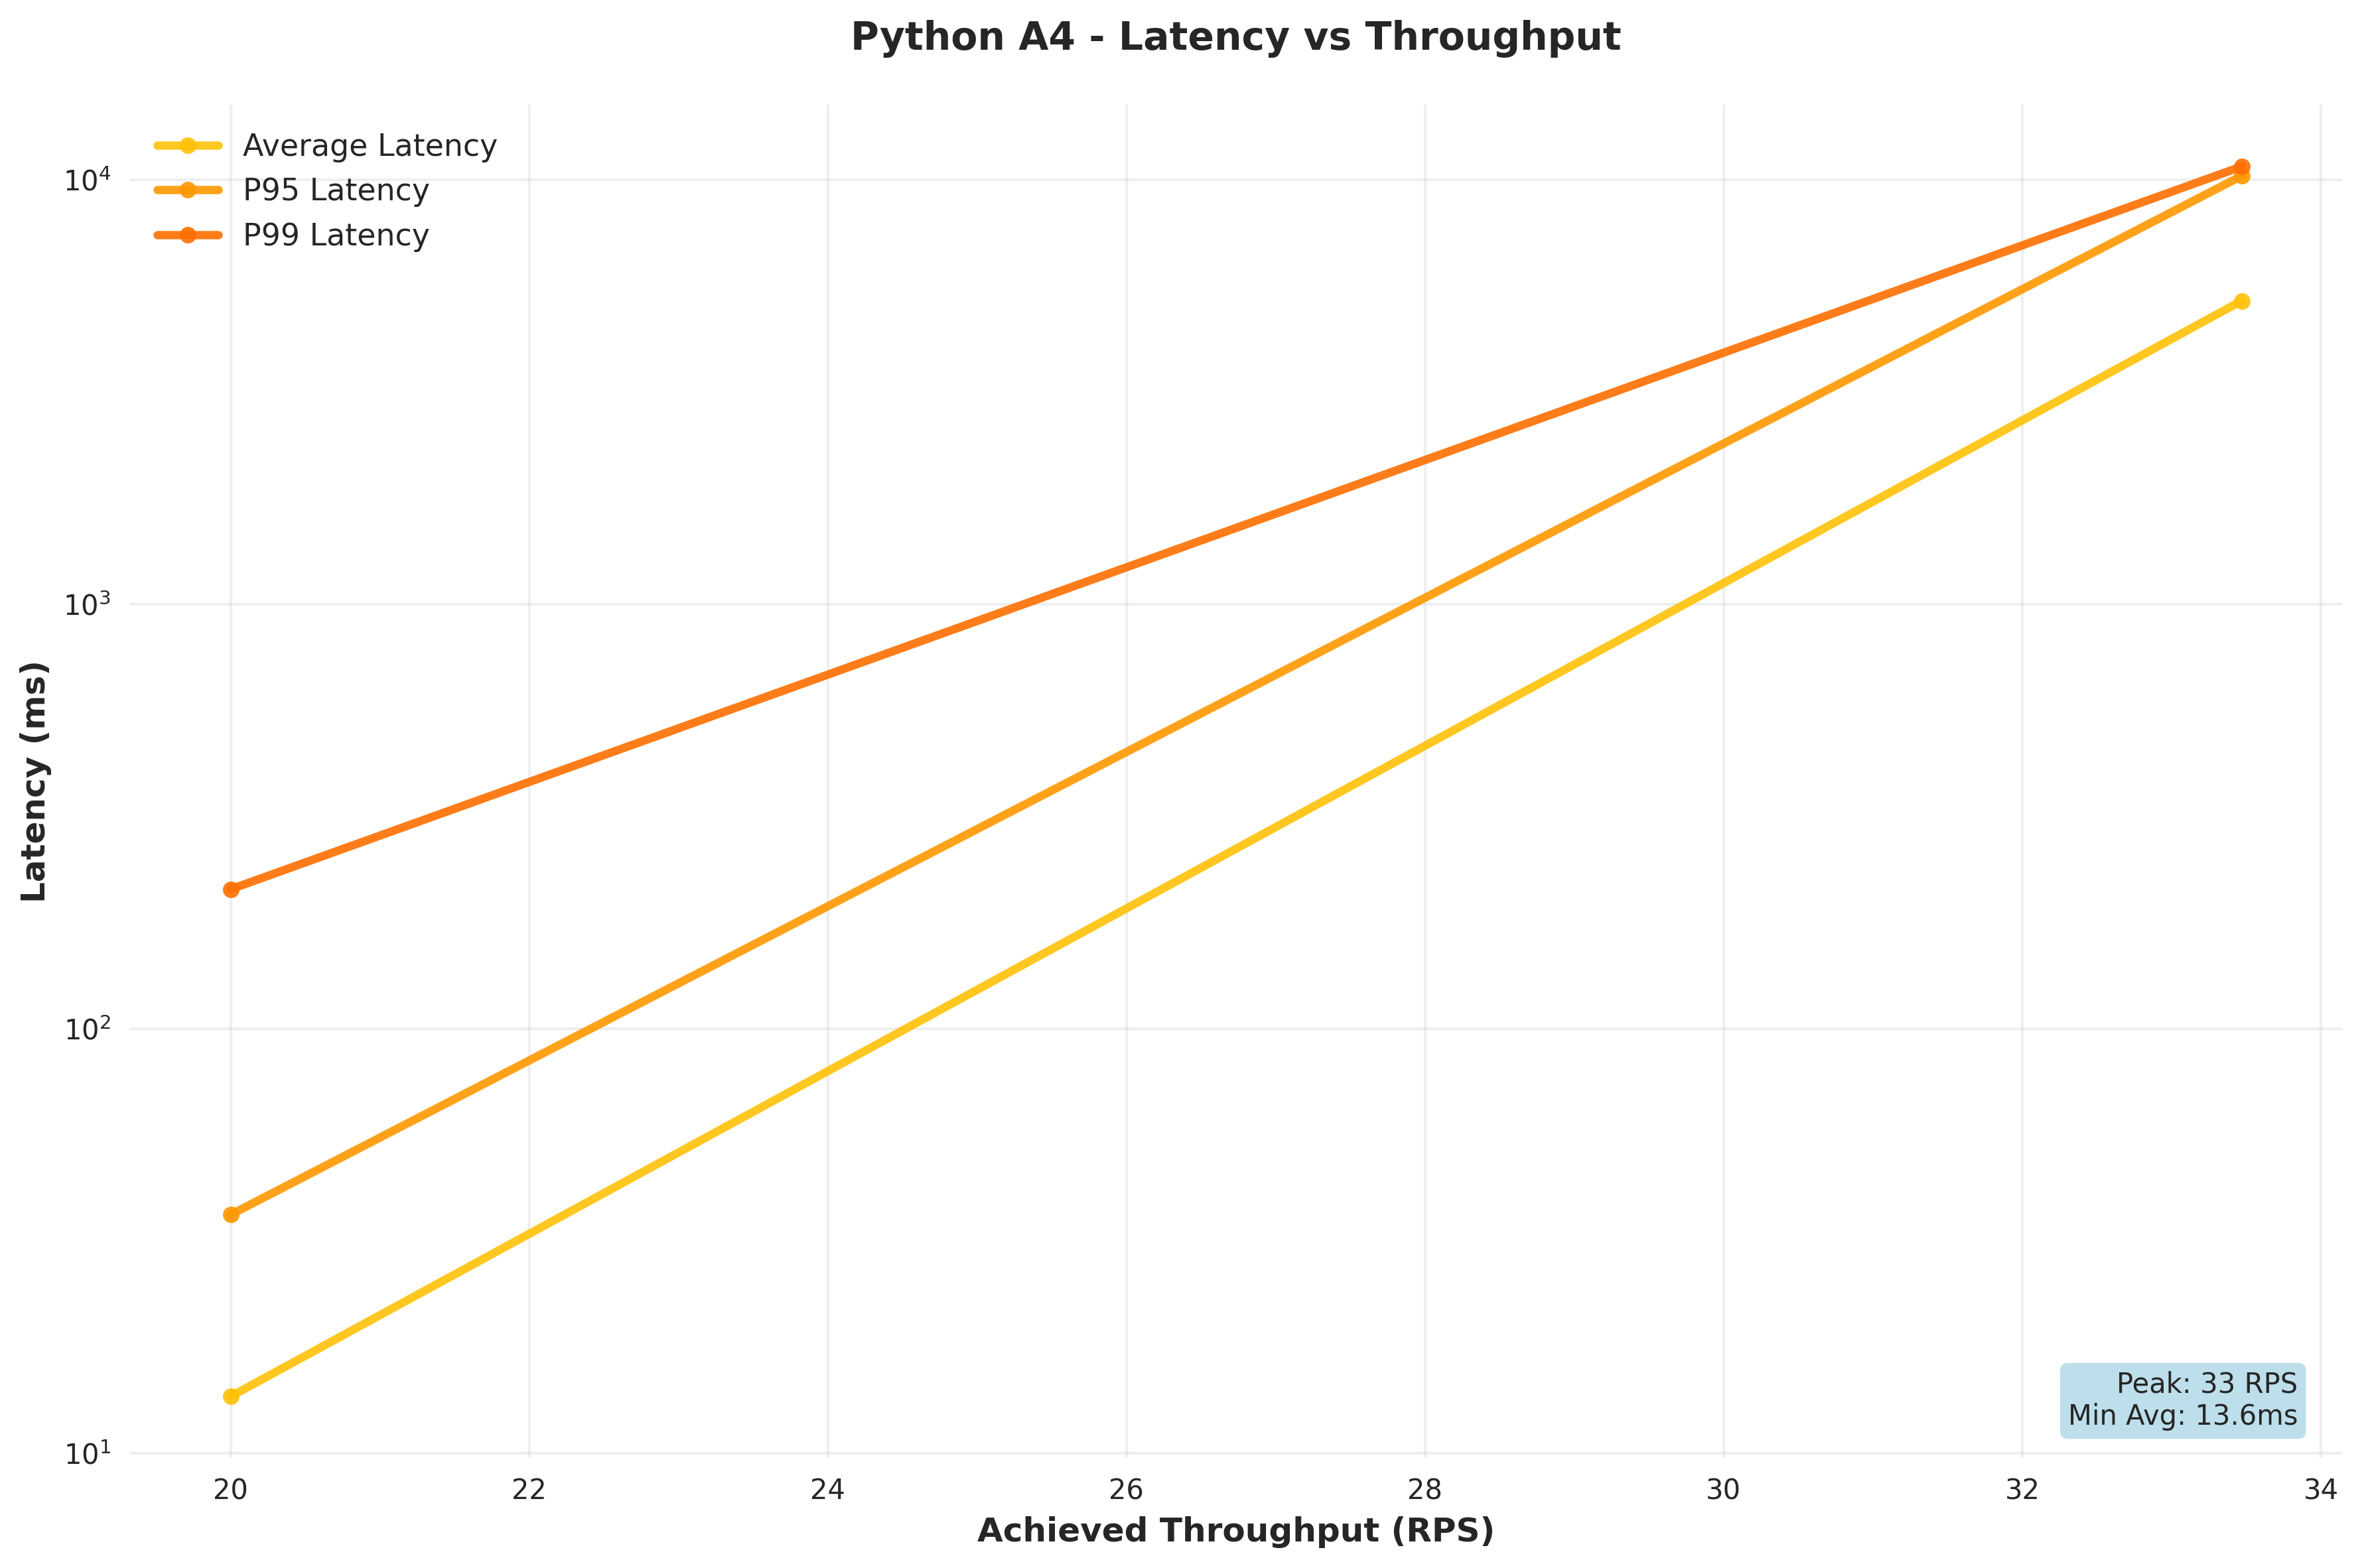 Python A4 - Latency vs Throughput
Average Latency
P95 Latency
P99 Latency
Latency (ms)
10⁴
10³
10²
10¹
Peak: 33 RPS
Min Avg: 13.6ms
20 22 24 26 28 30 32 34
Achieved Throughput (RPS)